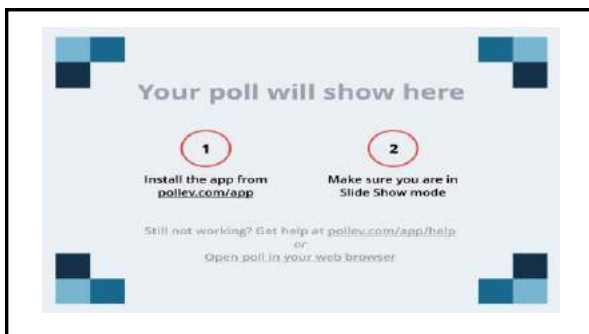 Your poll will show here
1
2
Install the app from
pollev.com/app
Make sure you are in
Slide Show mode
Still not working? Get help at pollev.com/app/help
or
Open poll in your web browser